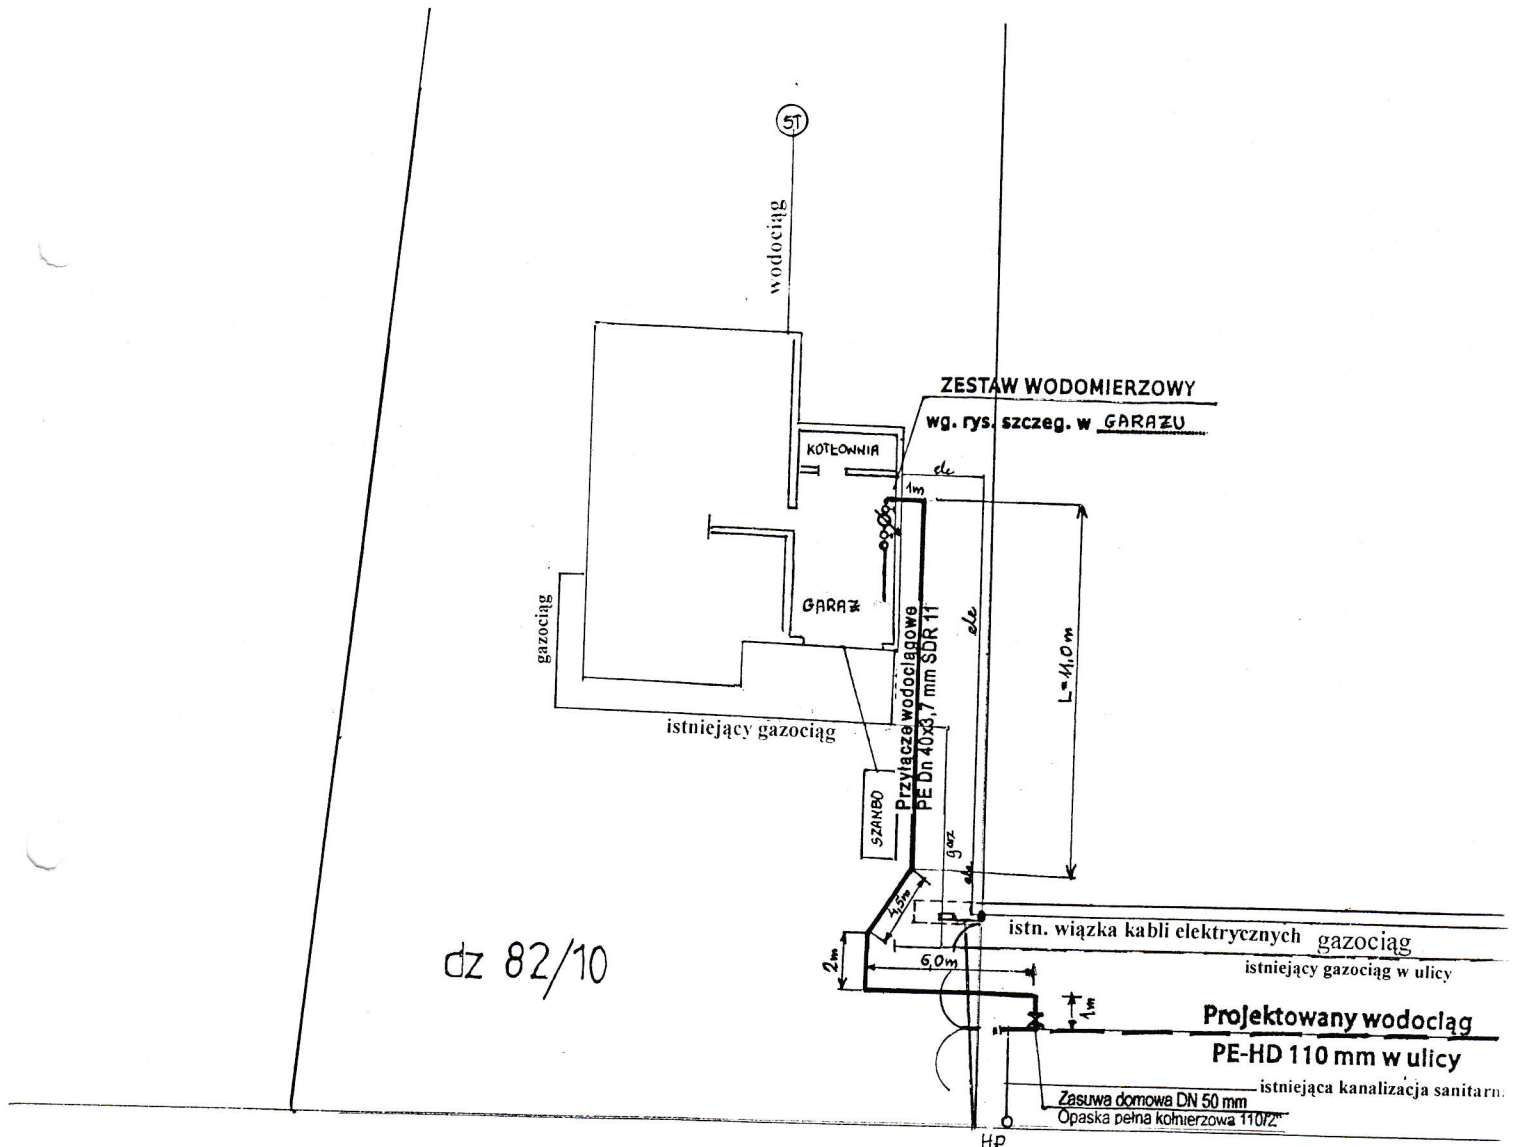 ST
wodociąg
ZESTAW WODOMIERZOWY
wg. rys. szczeg. w GARAŻU
KOTŁOWNIA
ele
1m
GARAŻ
gazociąg
ele
L=11,0m
Przyłącze wodociągowe
PE Dn 40x3,7 mm SDR 11
istniejący gazociąg
SZAMBO
gaz
ele
4,5m
istn. wiązka kabli elektrycznych
gazociąg
dz 82/10
2m
6,0m
istniejący gazociąg w ulicy
1m
Projektowany wodociąg
PE-HD 110 mm w ulicy
istniejąca kanalizacja sanitarn
Zasuwa domowa DN 50 mm
Opaska pełna kołnierzowa 110/2"
HP